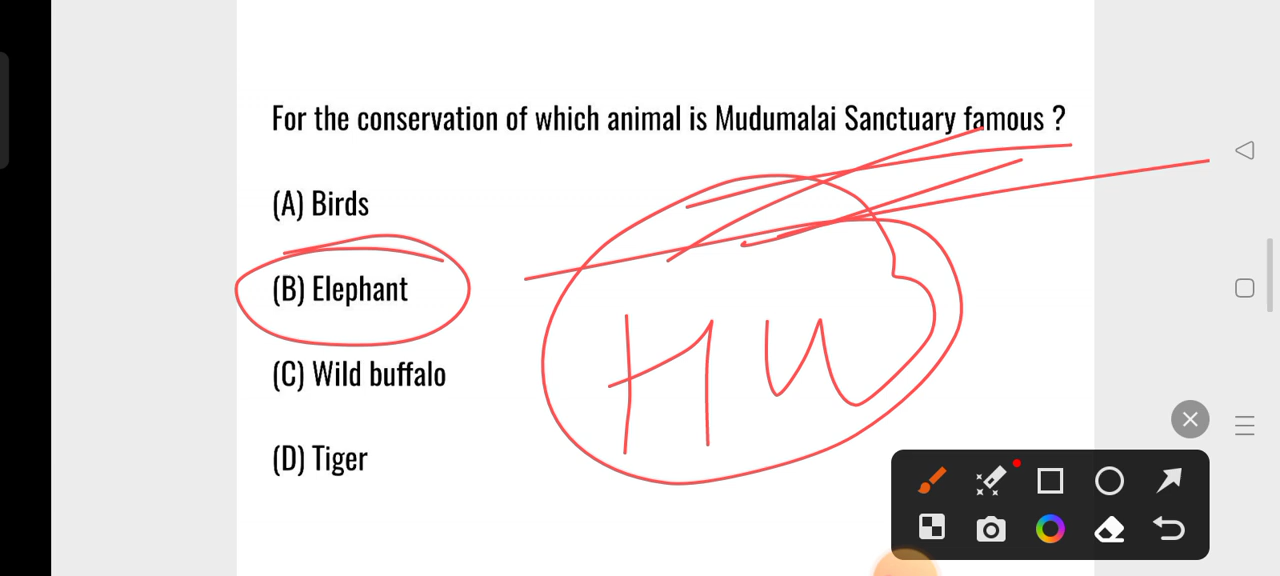 For the conservation of which animal is Mudumalai Sanctuary famous ?
(A) Birds
(B) Elephant
(C) Wild buffalo
(D) Tiger
HW